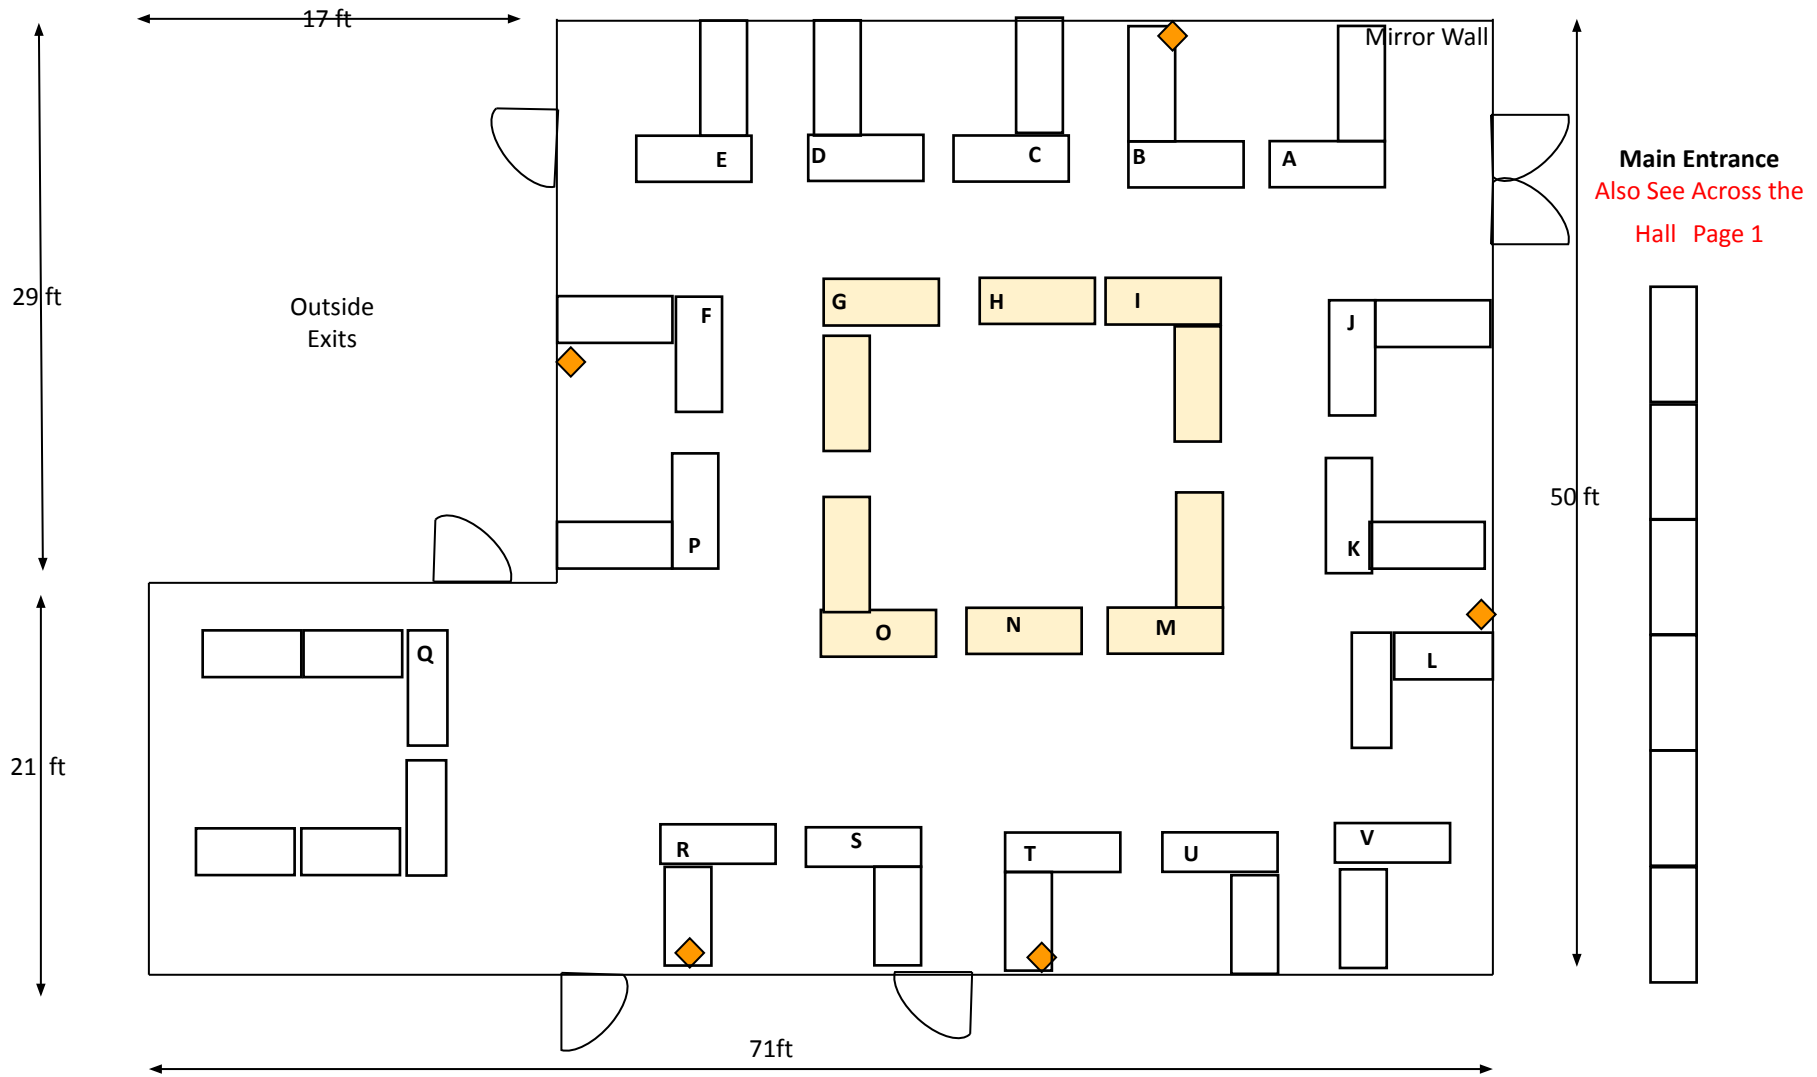 17 ft
Mirror Wall
E
D
C
B
A
Main Entrance
Also See Across the
Hall Page 1
29 ft
Outside
Exits
F
G
H
I
J
50 ft
P
K
O
N
M
Q
L
21 ft
R
S
T
U
V
71ft